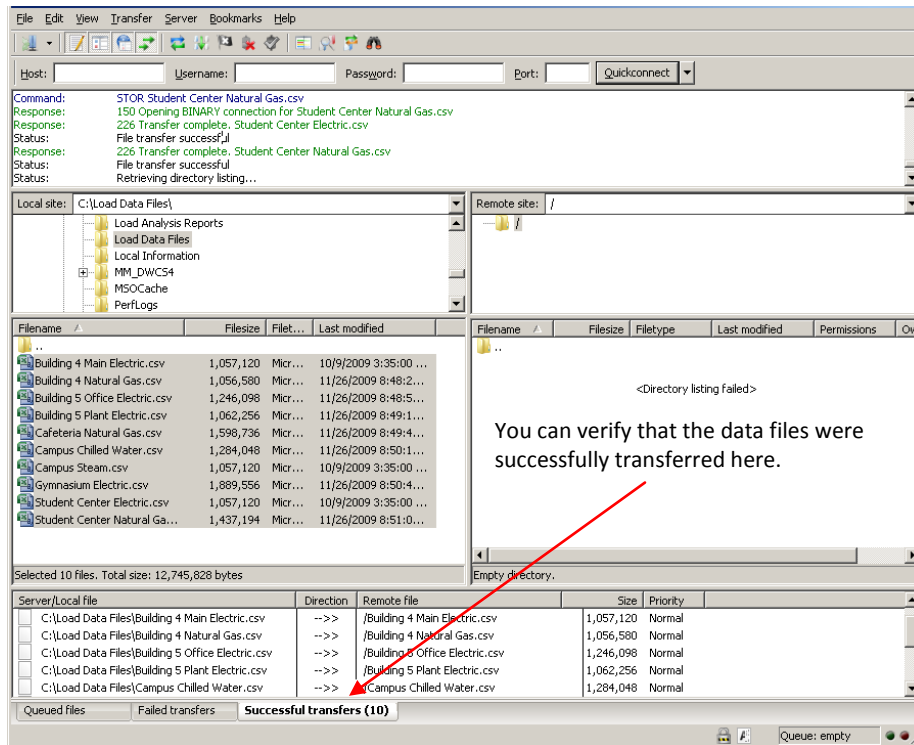 File Edit View Transfer Server Bookmarks Help
Host: Username: Password: Port: Quickconnect
Command: STOR Student Center Natural Gas.csv
Response: 150 Opening BINARY connection for Student Center Natural Gas.csv
Response: 226 Transfer complete. Student Center Electric.csv
Status: File transfer successful
Response: 226 Transfer complete. Student Center Natural Gas.csv
Status: File transfer successful
Status: Retrieving directory listing...
Local site: C:\Load Data Files\
Load Analysis Reports
Load Data Files
Local Information
MM_DWCS4
MSOCache
PerfLogs
Remote site: /
/
Filename Filesize Filet... Last modified
..
Building 4 Main Electric.csv 1,057,120 Micr... 10/9/2009 3:35:00 ...
Building 4 Natural Gas.csv 1,056,580 Micr... 11/26/2009 8:48:2...
Building 5 Office Electric.csv 1,246,098 Micr... 11/26/2009 8:48:5...
Building 5 Plant Electric.csv 1,062,256 Micr... 11/26/2009 8:49:1...
Cafeteria Natural Gas.csv 1,598,736 Micr... 11/26/2009 8:49:4...
Campus Chilled Water.csv 1,284,048 Micr... 11/26/2009 8:50:1...
Campus Steam.csv 1,057,120 Micr... 10/9/2009 3:35:00 ...
Gymnasium Electric.csv 1,889,556 Micr... 11/26/2009 8:50:4...
Student Center Electric.csv 1,057,120 Micr... 10/9/2009 3:35:00 ...
Student Center Natural Ga... 1,437,194 Micr... 11/26/2009 8:51:0...
Selected 10 files. Total size: 12,745,828 bytes
Filename Filesize Filetype Last modified Permissions Ow
..
<Directory listing failed>
You can verify that the data files were
successfully transferred here.
Empty directory.
Server/Local file Direction Remote file Size Priority
C:\Load Data Files\Building 4 Main Electric.csv -->> /Building 4 Main Electric.csv 1,057,120 Normal
C:\Load Data Files\Building 4 Natural Gas.csv -->> /Building 4 Natural Gas.csv 1,056,580 Normal
C:\Load Data Files\Building 5 Office Electric.csv -->> /Building 5 Office Electric.csv 1,246,098 Normal
C:\Load Data Files\Building 5 Plant Electric.csv -->> /Building 5 Plant Electric.csv 1,062,256 Normal
C:\Load Data Files\Campus Chilled Water.csv -->> /Campus Chilled Water.csv 1,284,048 Normal
Queued files Failed transfers Successful transfers (10)
Queue: empty